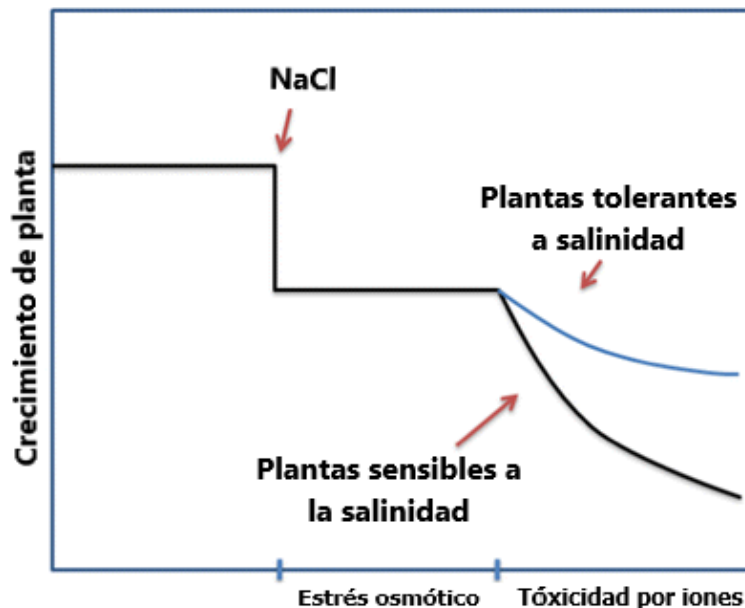 NaCl
Plantas tolerantes
a salinidad
Crecimiento de planta
Plantas sensibles a
la salinidad
Estrés osmótico
Tóxicidad por iones